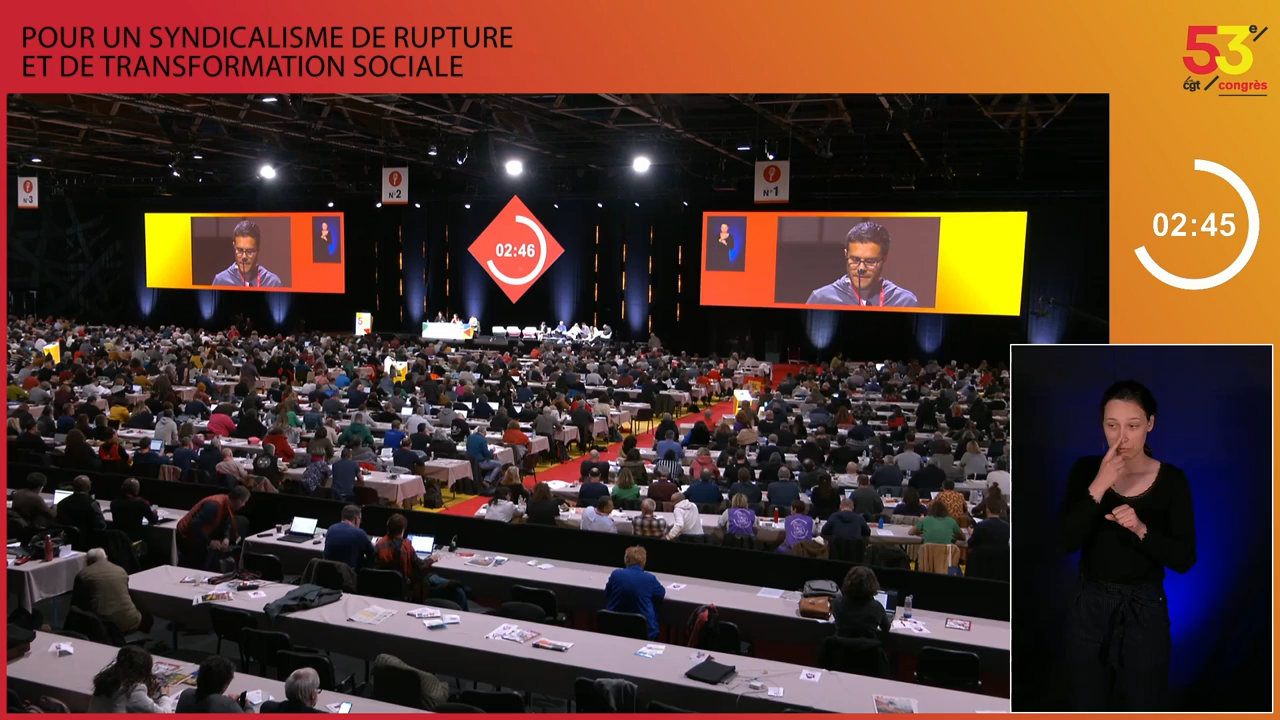 POUR UN SYNDICALISME DE RUPTURE
ET DE TRANSFORMATION SOCIALE
53e/
la cgt / congrès
02:45
N°3
N°2
N°1
02:46